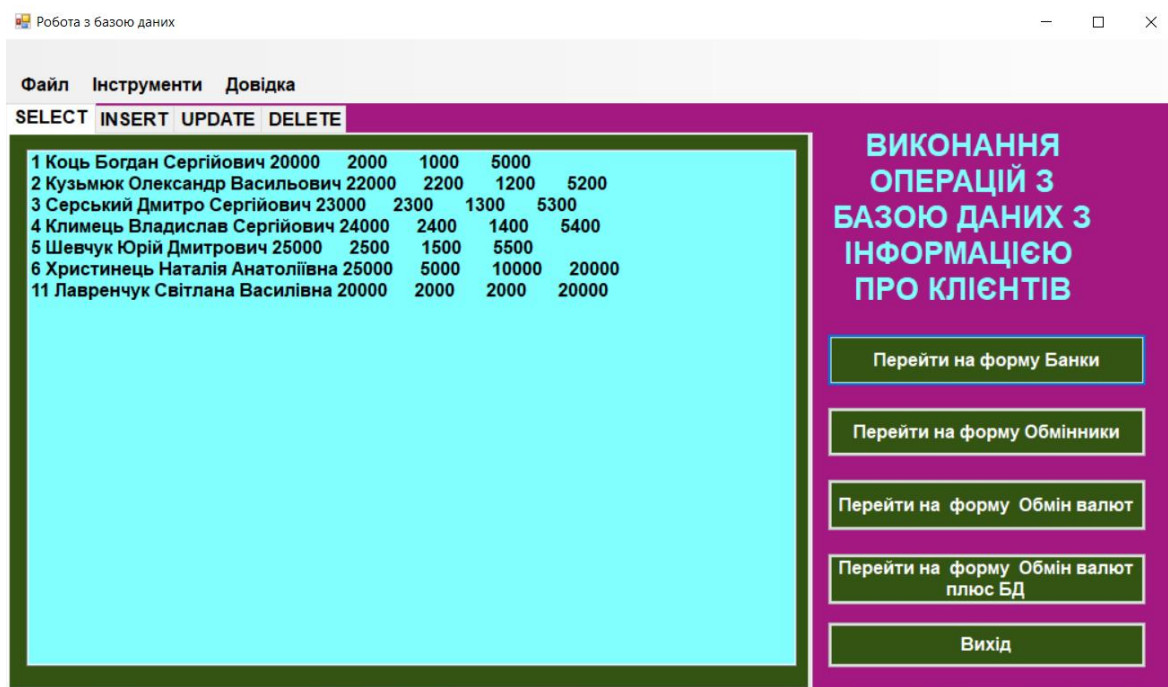 Робота з базою даних
Файл Інструменти Довідка
SELECT INSERT UPDATE DELETE
1 Коць Богдан Сергійович 20000 2000 1000 5000
2 Кузьмюк Олександр Васильович 22000 2200 1200 5200
3 Серський Дмитро Сергійович 23000 2300 1300 5300
4 Климець Владислав Сергійович 24000 2400 1400 5400
5 Шевчук Юрій Дмитрович 25000 2500 1500 5500
6 Христинець Наталія Анатоліївна 25000 5000 10000 20000
11 Лавренчук Світлана Василівна 20000 2000 2000 20000
ВИКОНАННЯ
ОПЕРАЦІЙ З
БАЗОЮ ДАНИХ З
ІНФОРМАЦІЄЮ
ПРО КЛІЄНТІВ
Перейти на форму Банки
Перейти на форму Обмінники
Перейти на форму Обмін валют
Перейти на форму Обмін валют
плюс БД
Вихід